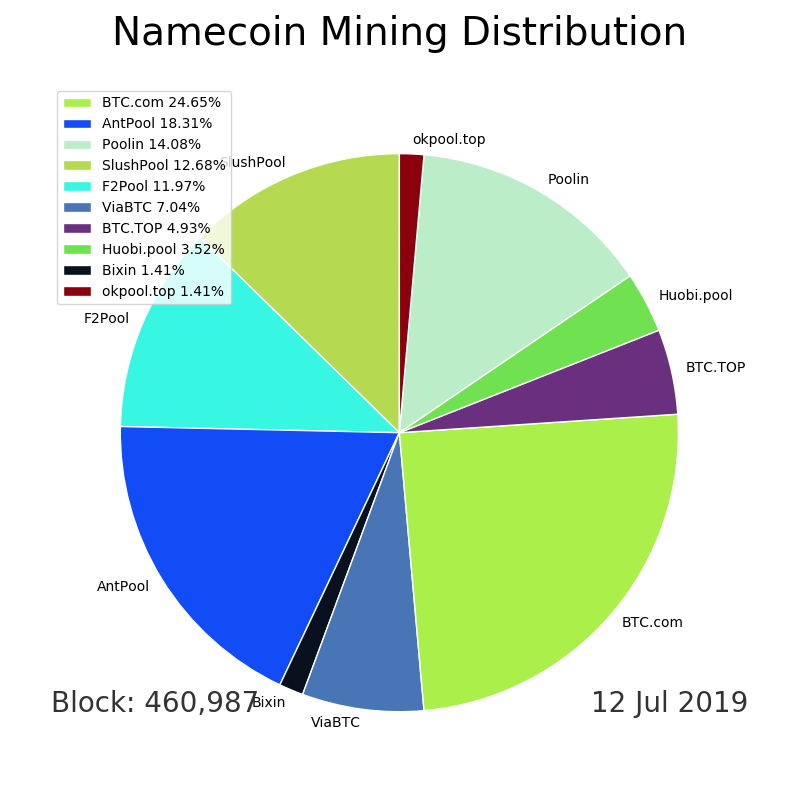 Namecoin Mining Distribution
BTC.com 24.65%
AntPool 18.31%
Poolin 14.08%
SlushPool 12.68%
F2Pool 11.97%
ViaBTC 7.04%
BTC.TOP 4.93%
Huobi.pool 3.52%
Bixin 1.41%
okpool.top 1.41%
okpool.top
SlushPool
Poolin
Huobi.pool
F2Pool
BTC.TOP
AntPool
BTC.com
Bixin
ViaBTC
Block: 460,987
12 Jul 2019